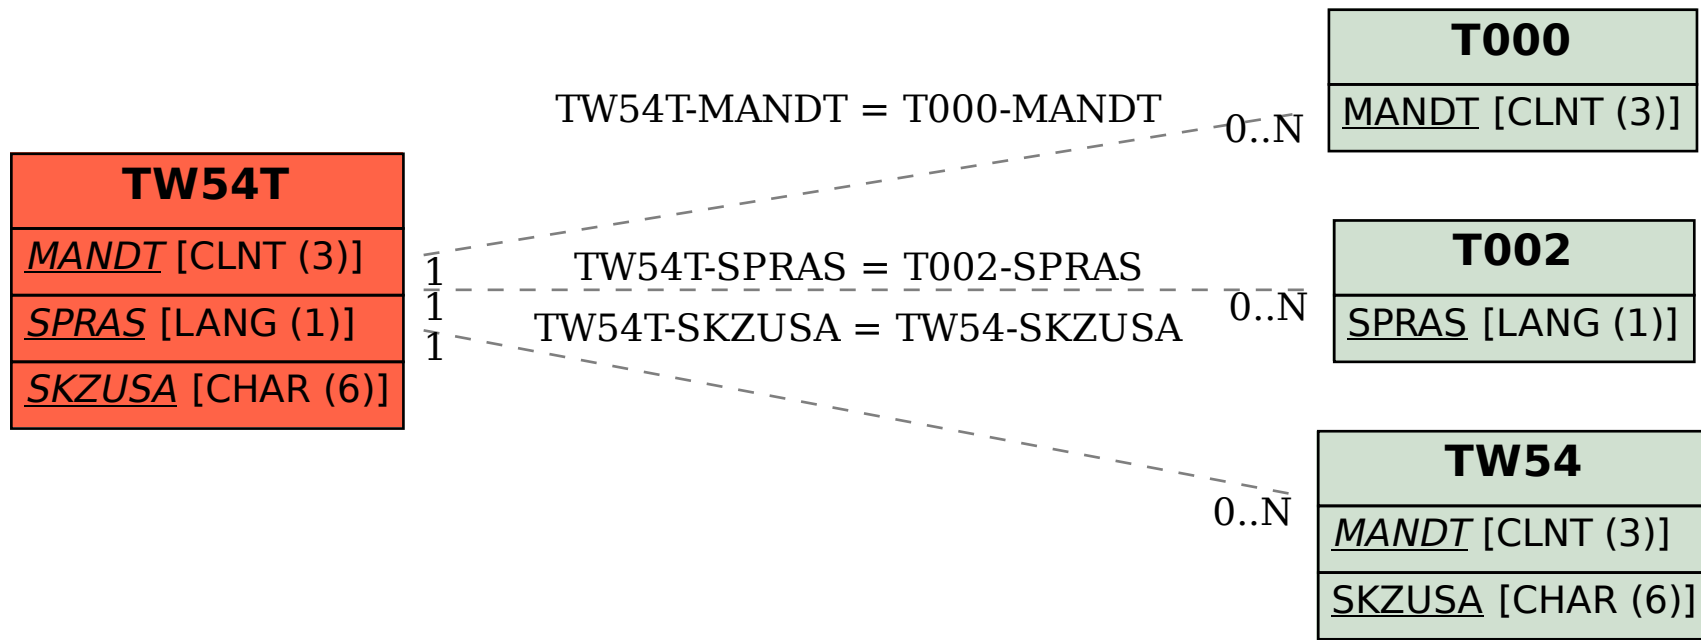 TW54T
MANDT [CLNT (3)]
SPRAS [LANG (1)]
SKZUSA [CHAR (6)]
TW54T-MANDT = T000-MANDT
1
0..N
TW54T-SPRAS = T002-SPRAS
1
0..N
TW54T-SKZUSA = TW54-SKZUSA
1
0..N
T000
MANDT [CLNT (3)]
T002
SPRAS [LANG (1)]
TW54
MANDT [CLNT (3)]
SKZUSA [CHAR (6)]